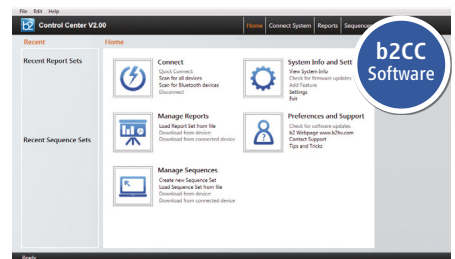 File Edit Help
b2 Control Center V2.00
Home Connect System Reports Sequences
b2CC
Software
Recent
Home
Recent Report Sets
Recent Sequence Sets
Connect
Quick Connect
Scan for all devices
Scan for Bluetooth devices
Disconnect
System Info and Sett
View System Info
Check for firmware updates
Add Feature
Settings
Exit
Manage Reports
Load Report Set from file
Download from device
Download from connected device
Preferences and Support
Check for software updates
b2 Webpage www.b2hv.com
Contact Support
Tips and Tricks
Manage Sequences
Create new Sequence Set
Load Sequence Set from file
Download from device
Download from connected device
Ready